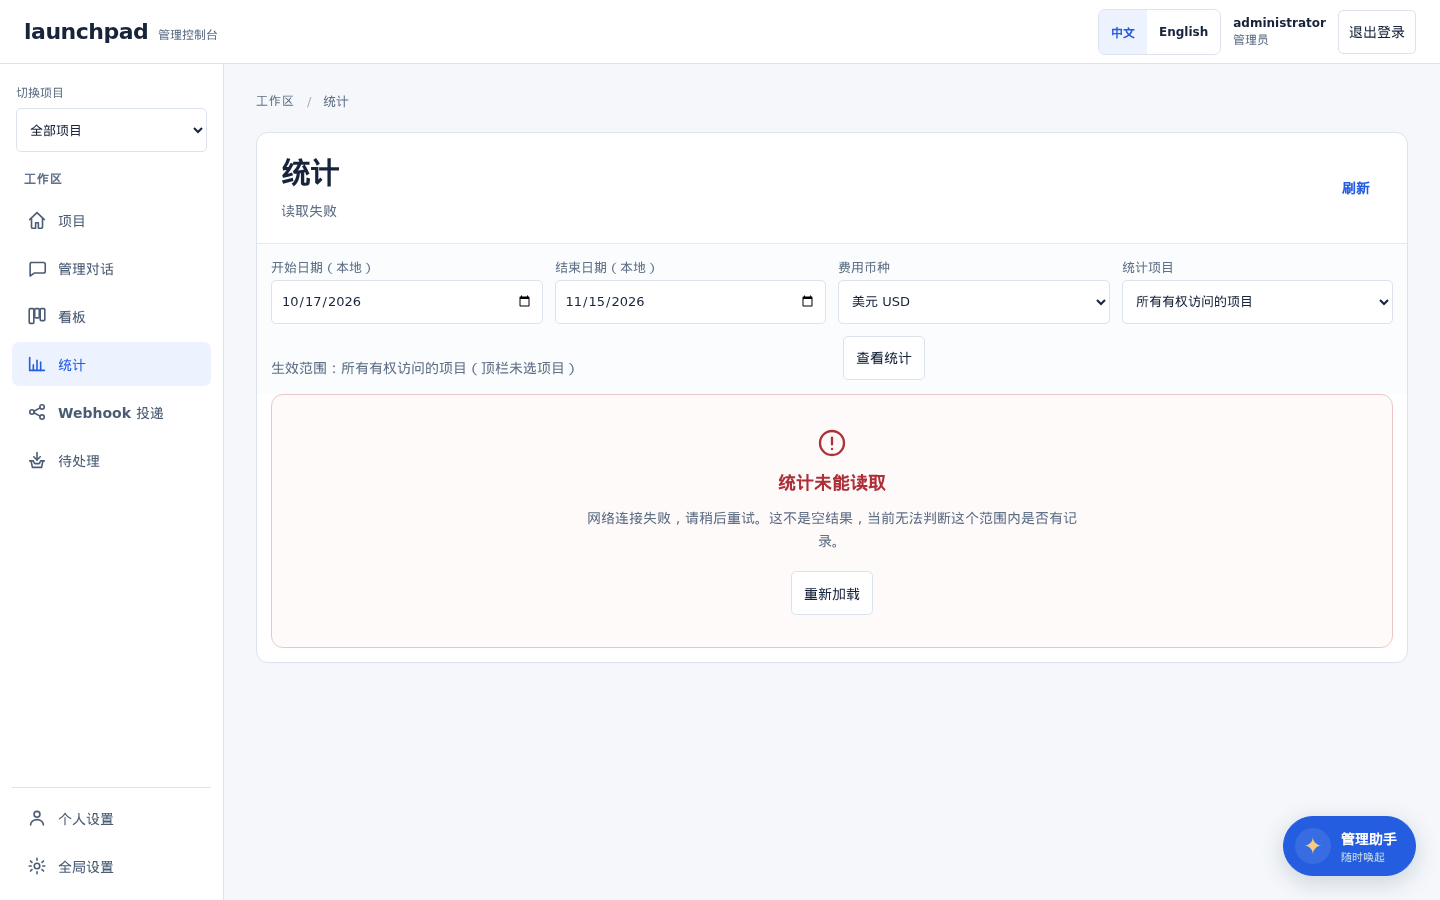 launchpad 管理控制台
中文 English
administrator
管理员
退出登录
切换项目
全部项目
工作区
项目
管理对话
看板
统计
Webhook 投递
待处理
个人设置
全局设置
工作区 / 统计
统计
读取失败
刷新
开始日期（本地） 结束日期（本地） 费用币种 统计项目
10/17/2026 11/15/2026 美元 USD 所有有权访问的项目
生效范围：所有有权访问的项目（顶栏未选项目） 查看统计
统计未能读取
网络连接失败，请稍后重试。这不是空结果，当前无法判断这个范围内是否有记
录。
重新加载
管理助手
随时唤起